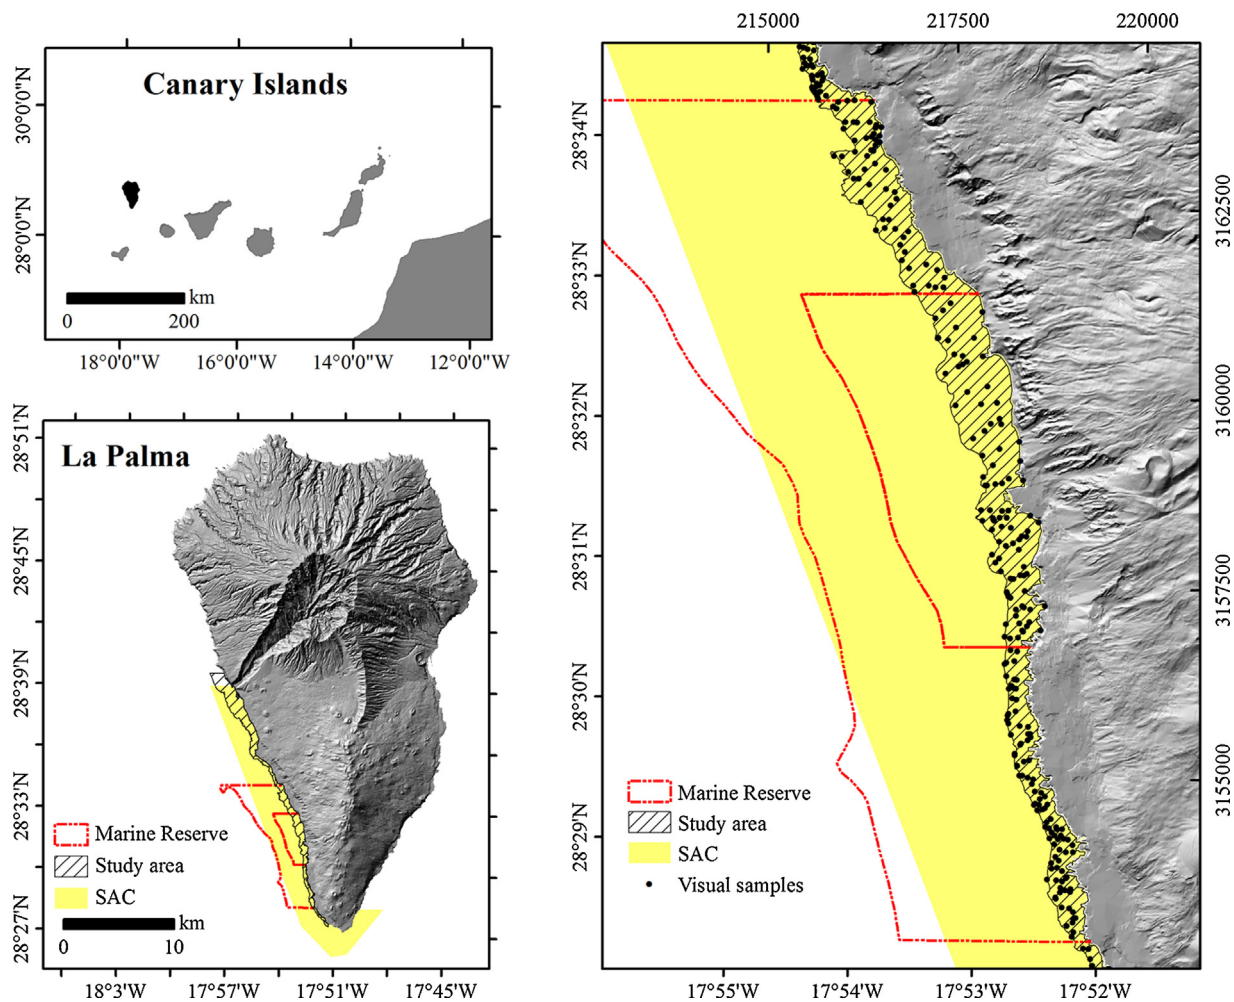 Canary Islands
30°0'0"N
28°0'0"N
km
0 200
18°0'0"W 16°0'0"W 14°0'0"W 12°0'0"W
La Palma
28°51'N
28°45'N
28°39'N
28°33'N
28°27'N
Marine Reserve
Study area
SAC
km
0 10
18°3'W 17°57'W 17°51'W 17°45'W
215000 217500 220000
28°34'N
28°33'N
28°32'N
28°31'N
28°30'N
28°29'N
3162500
3160000
3157500
3155000
Marine Reserve
Study area
SAC
Visual samples
17°55'W 17°54'W 17°53'W 17°52'W